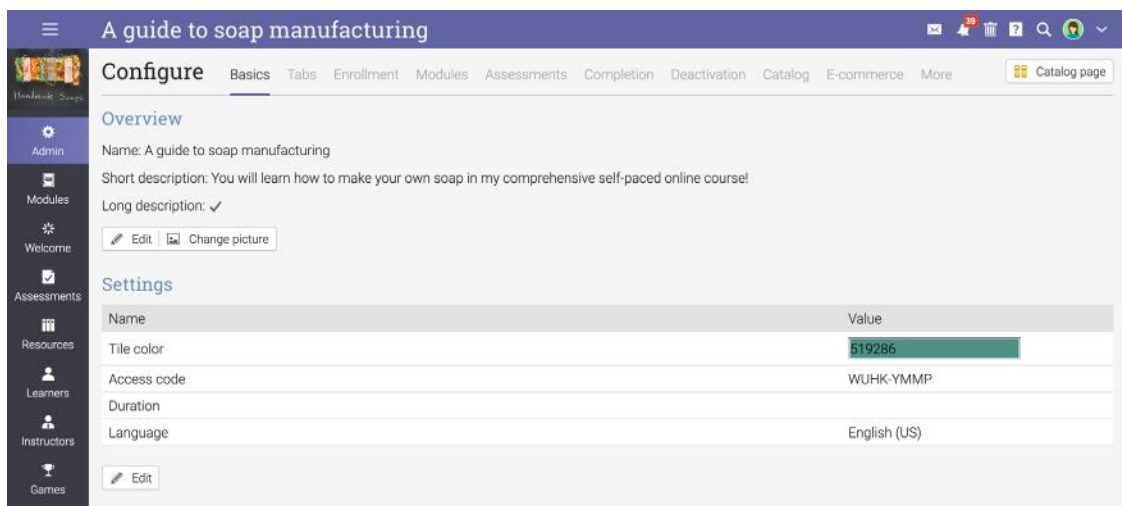 A guide to soap manufacturing
39
?
Handmade Soaps
Configure Basics Tabs Enrollment Modules Assessments Completion Deactivation Catalog E-commerce More Catalog page
Admin
Modules
Welcome
Assessments
Resources
Learners
Instructors
Games
Overview
Name: A guide to soap manufacturing
Short description: You will learn how to make your own soap in my comprehensive self-paced online course!
Long description: ✓
Edit Change picture
Settings
Name Value
Tile color 519286
Access code WUHK-YMMP
Duration
Language English (US)
Edit